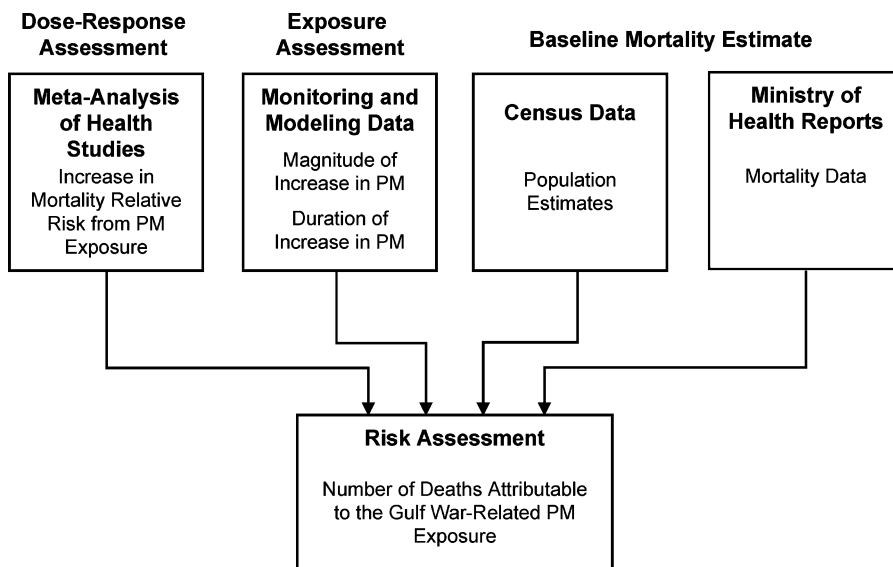 Dose-Response
Assessment
Exposure
Assessment
Baseline Mortality Estimate
Meta-Analysis
of Health
Studies
Increase in
Mortality Relative
Risk from PM
Exposure
Monitoring and
Modeling Data
Magnitude of
Increase in PM
Duration of
Increase in PM
Census Data
Population
Estimates
Ministry of
Health Reports
Mortality Data
Risk Assessment
Number of Deaths Attributable
to the Gulf War-Related PM
Exposure